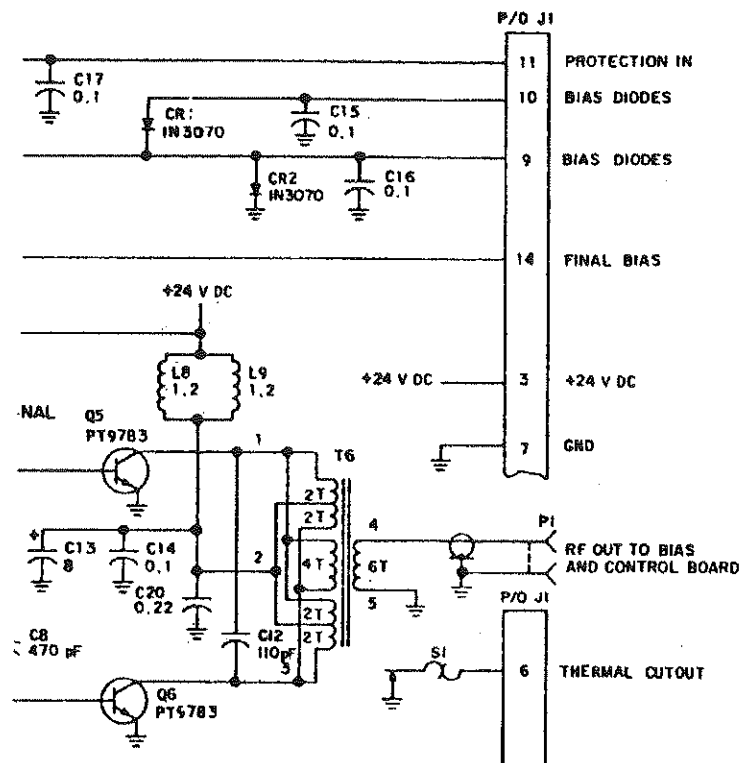 P/O J1
11 PROTECTION IN
C17
0.1
10 BIAS DIODES
CR1
IN3070
C15
0.1
9 BIAS DIODES
CR2
IN3070
C16
0.1
14 FINAL BIAS
+24 V DC
L8
1.2
L9
1.2
+24 V DC
3 +24 V DC
NAL
Q5
PT9783
7 GND
1
T6
2T
2T
4
P1
RF OUT TO BIAS
AND CONTROL BOARD
+
C13
8
C14
0.1
2
4T
6T
5
C20
0.22
P/O J1
2T
2T
C8
470 pF
C12
110 pF
3
S1
6 THERMAL CUTOUT
Q6
PT9783